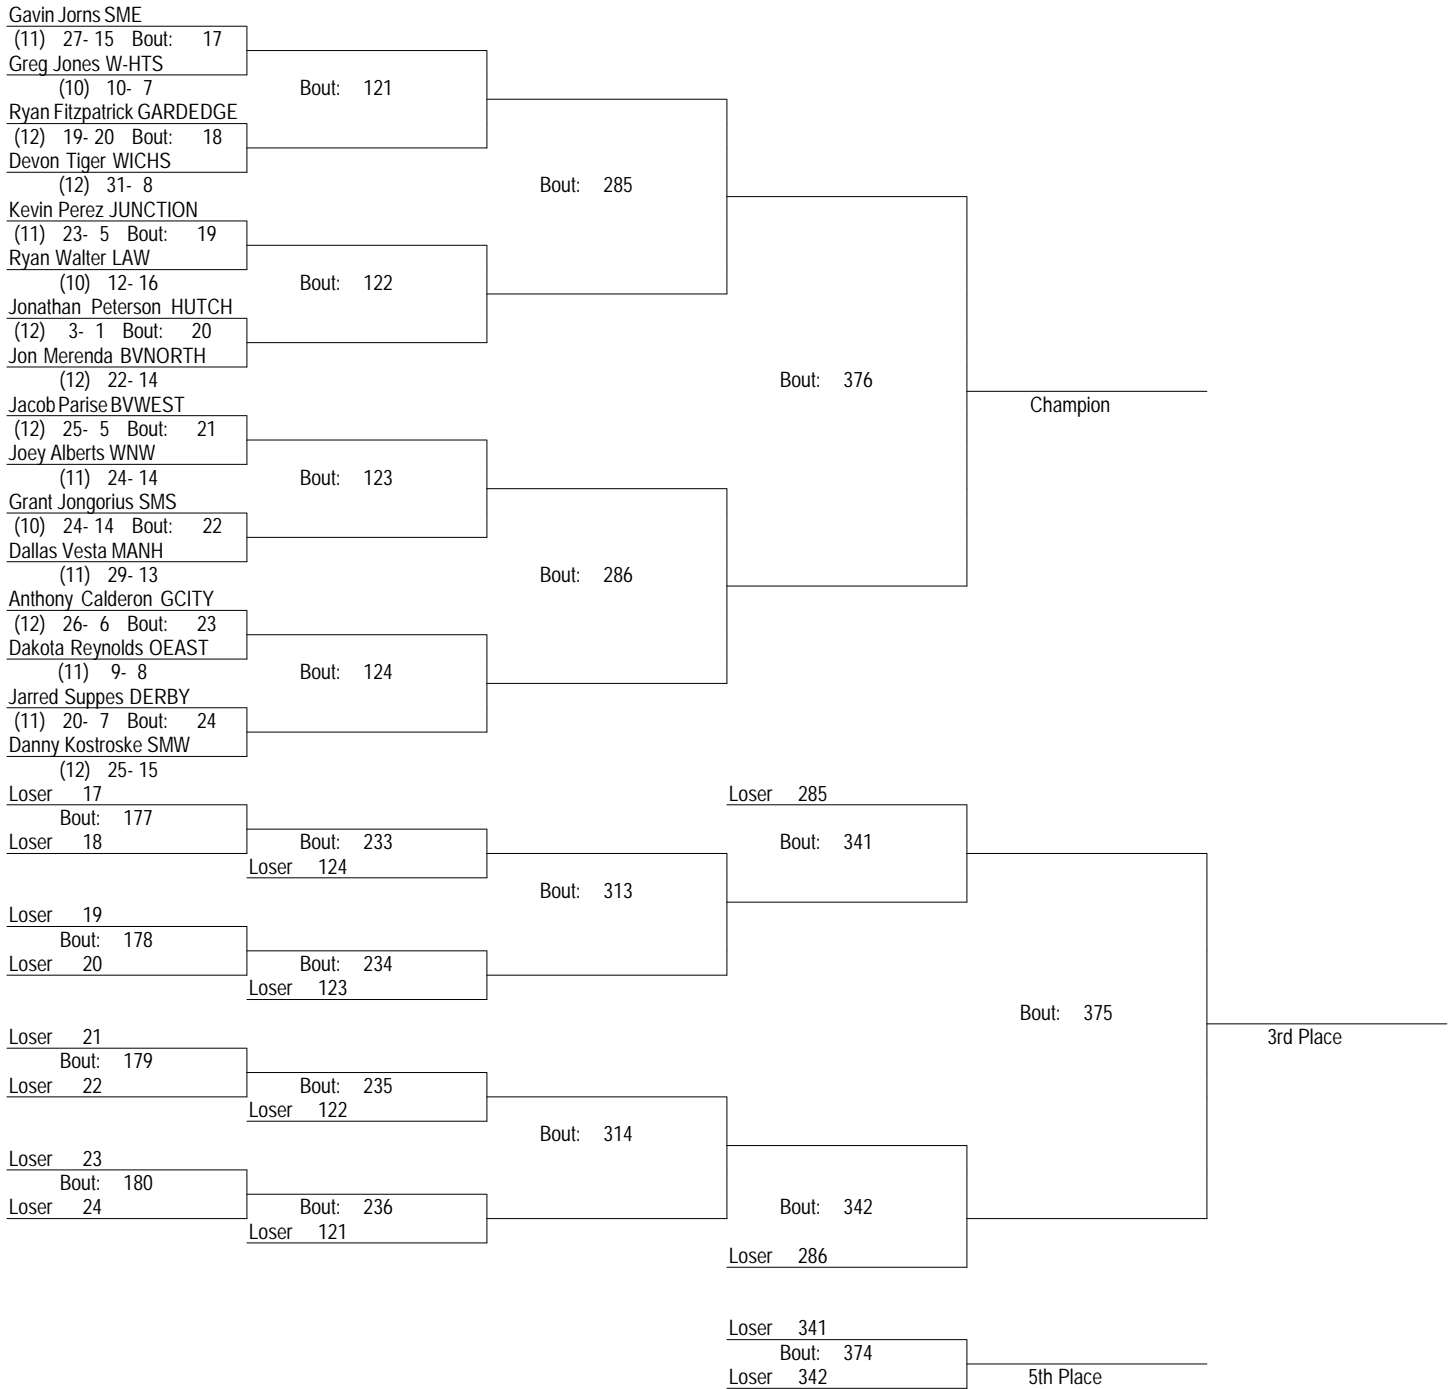 Gavin Jorns SME
(11) 27- 15 Bout: 17
Greg Jones W-HTS
(10) 10- 7 Bout: 121
Ryan Fitzpatrick GARDEDGE
(12) 19- 20 Bout: 18
Devon Tiger WICHS
(12) 31- 8 Bout: 285
Kevin Perez JUNCTION
(11) 23- 5 Bout: 19
Ryan Walter LAW
(10) 12- 16 Bout: 122
Jonathan Peterson HUTCH
(12) 3- 1 Bout: 20
Jon Merenda BVNORTH
(12) 22- 14 Bout: 376
Jacob Parise BVWEST Champion
(12) 25- 5 Bout: 21
Joey Alberts WNW
(11) 24- 14 Bout: 123
Grant Jongorius SMS
(10) 24- 14 Bout: 22
Dallas Vesta MANH
(11) 29- 13 Bout: 286
Anthony Calderon GCITY
(12) 26- 6 Bout: 23
Dakota Reynolds OEAST
(11) 9- 8 Bout: 124
Jarred Suppes DERBY
(11) 20- 7 Bout: 24
Danny Kostroske SMW
(12) 25- 15
Loser 17 Loser 285
Bout: 177
Loser 18 Bout: 233 Bout: 341
Loser 124
Bout: 313
Loser 19
Bout: 178
Loser 20 Bout: 234
Loser 123
Bout: 375
Loser 21 3rd Place
Bout: 179
Loser 22 Bout: 235
Loser 122
Bout: 314
Loser 23
Bout: 180
Loser 24 Bout: 236 Bout: 342
Loser 121
Loser 286
Loser 341
Bout: 374
Loser 342 5th Place